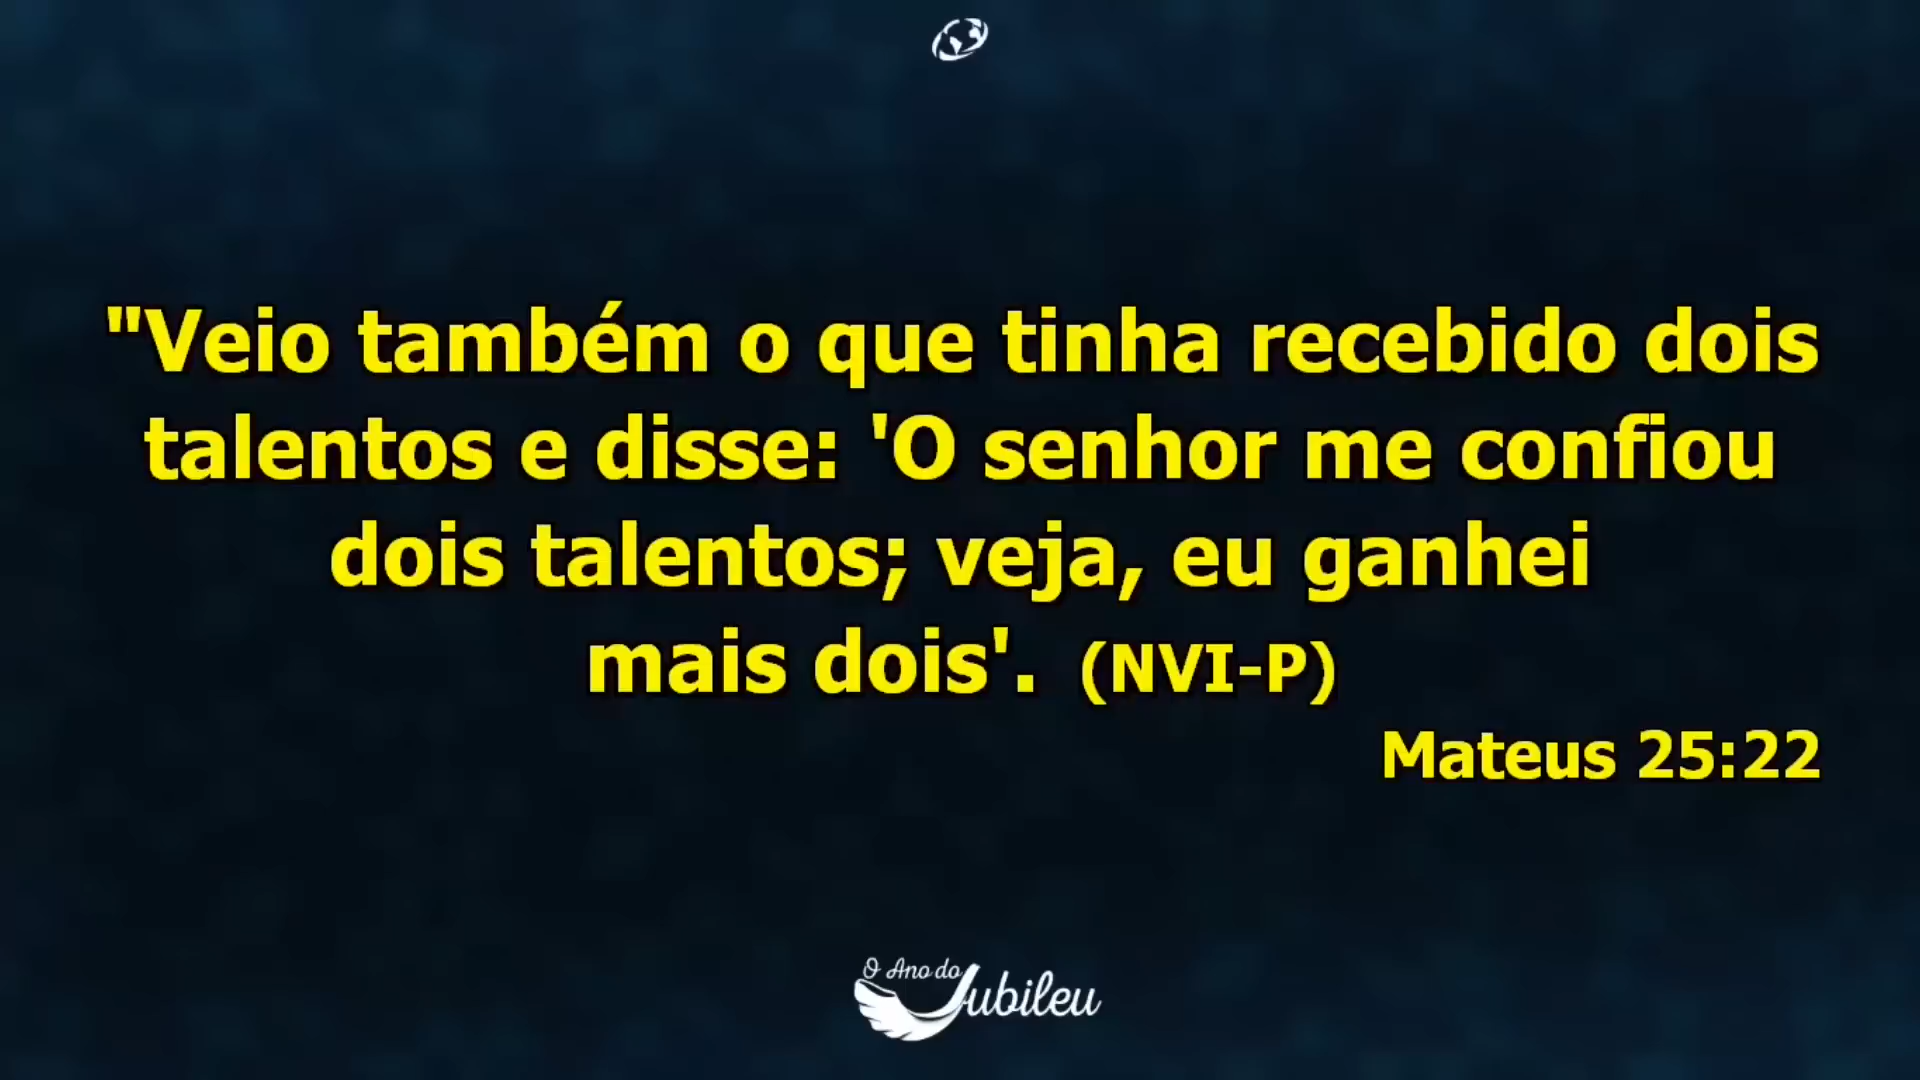 "Veio também o que tinha recebido dois
talentos e disse: 'O senhor me confiou
dois talentos; veja, eu ganhei
mais dois'. (NVI-P)
Mateus 25:22
O Ano do
Jubileu